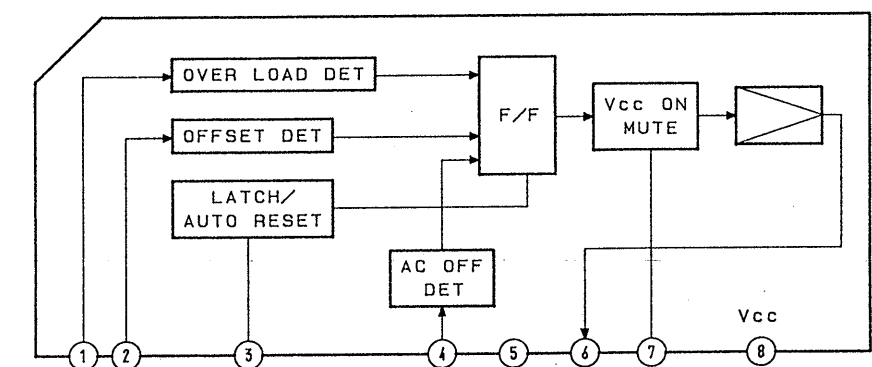 OVER LOAD DET
OFFSET DET
LATCH/
AUTO RESET
F/F
Vcc ON
MUTE
AC OFF
DET
Vcc
1
2
3
4
5
6
7
8